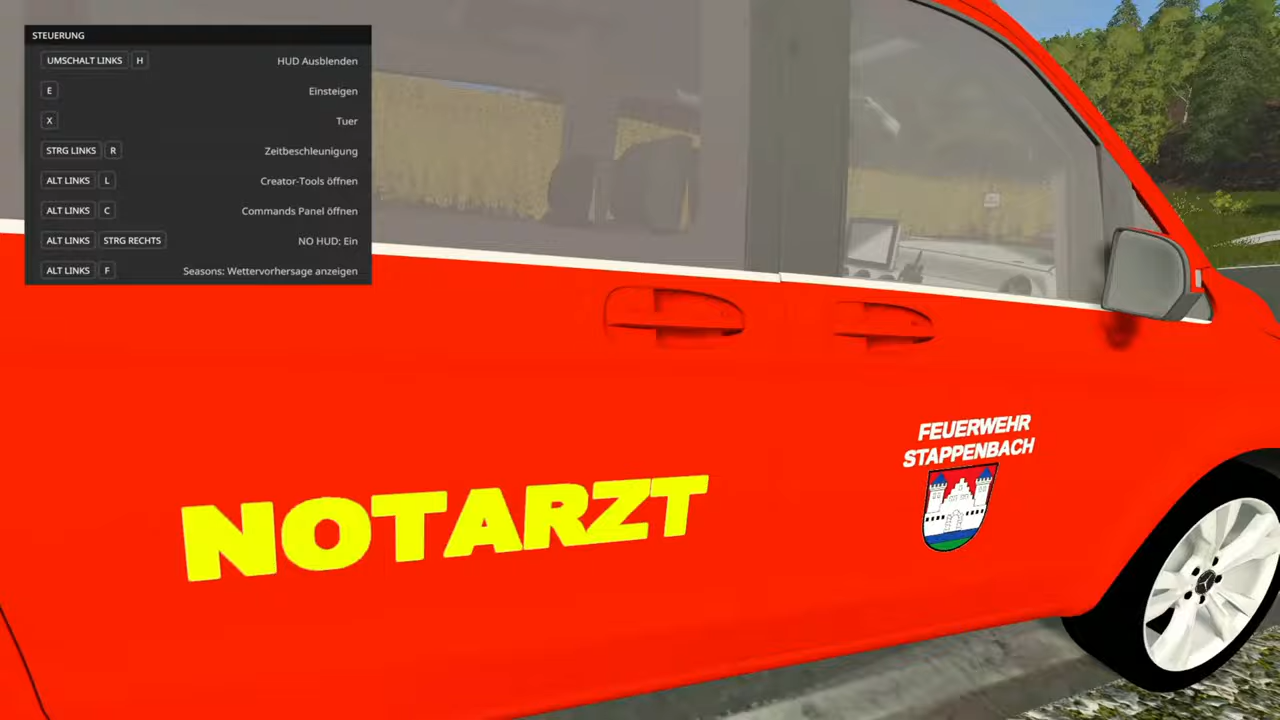 STEUERUNG
UMSCHALT LINKS H HUD Ausblenden
E Einsteigen
X Tuer
STRG LINKS R Zeitbeschleunigung
ALT LINKS L Creator-Tools öffnen
ALT LINKS C Commands Panel öffnen
ALT LINKS STRG RECHTS NO HUD: Ein
ALT LINKS F Seasons: Wettervorhersage anzeigen
FEUERWEHR
STAPPENBACH
NOTARZT